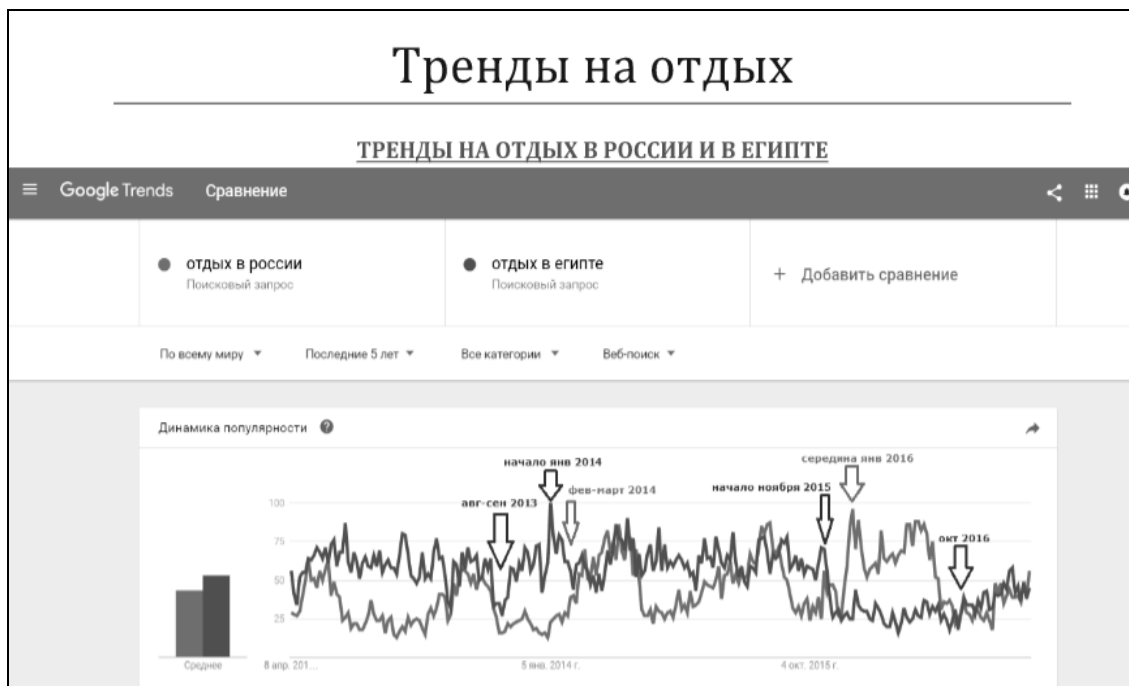 Тренды на отдых
ТРЕНДЫ НА ОТДЫХ В РОССИИ И В ЕГИПТЕ
Google Trends Сравнение
отдых в россии
Поисковый запрос
отдых в египте
Поисковый запрос
+ Добавить сравнение
По всему миру Последние 5 лет Все категории Веб-поиск
Динамика популярности ?
начало янв 2014
середина янв 2016
фев-март 2014
начало ноября 2015
авг-сен 2013
окт 2016
100
75
50
25
Среднее
8 апр. 201... 5 янв. 2014 г. 4 окт. 2015 г.